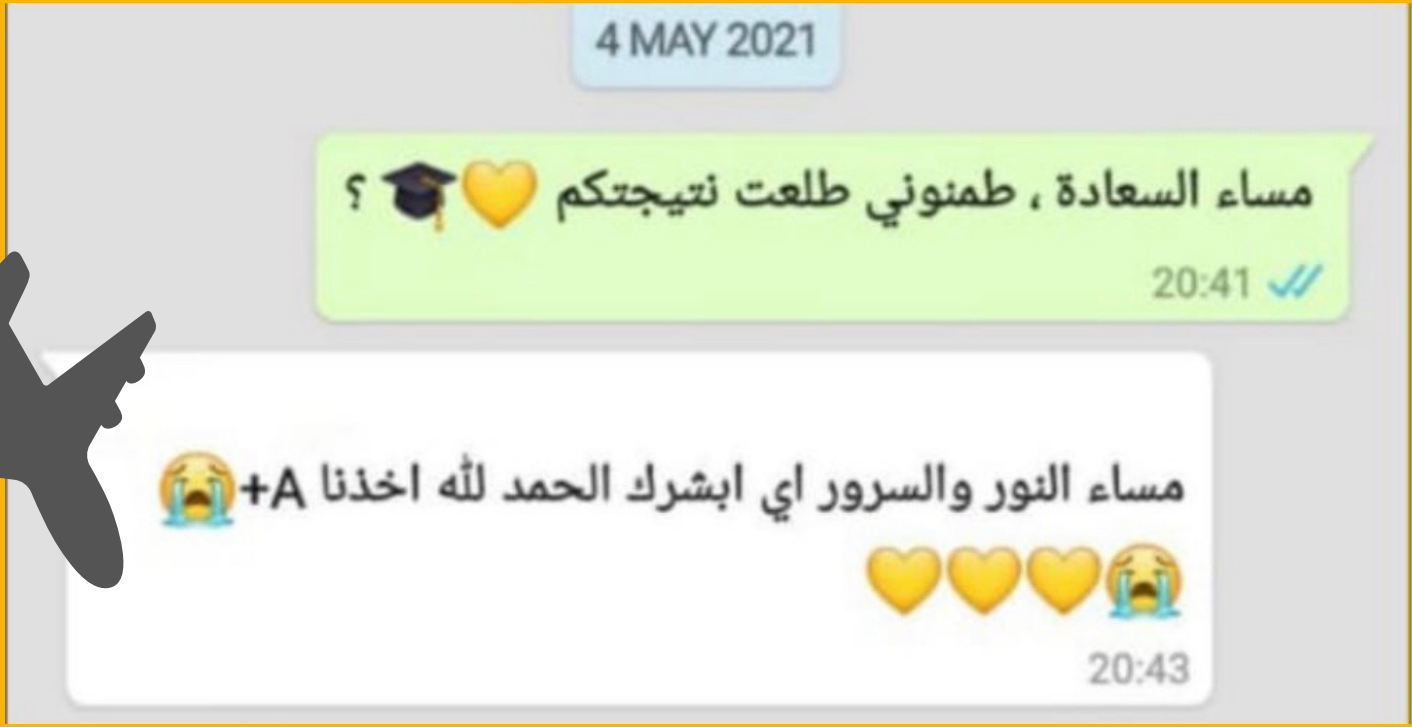 4 MAY 2021
مساء السعادة ، طمنوني طلعت نتيجتكم 💛🎓 ؟
20:41
مساء النور والسرور اي ابشرك الحمد لله اخذنا A+😭
😭💛💛💛
20:43